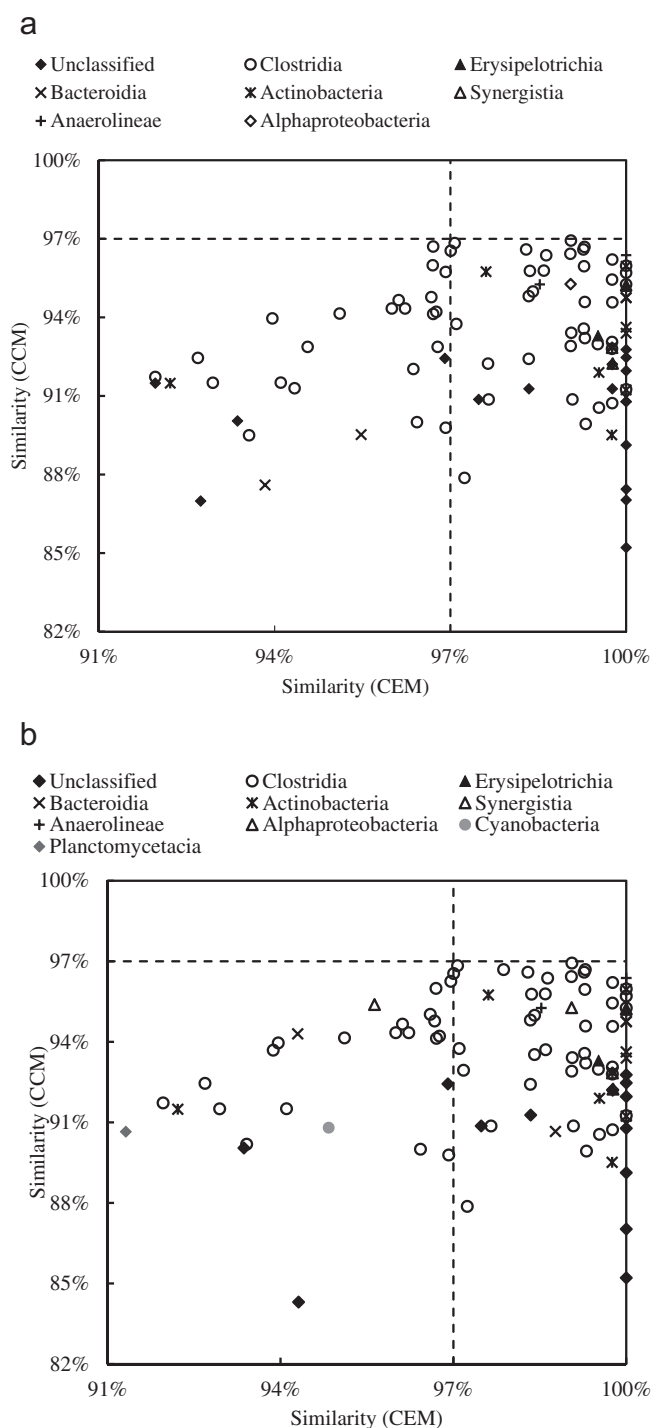 a
Unclassified Clostridia Erysipelotrichia
Bacteroidia Actinobacteria Synergistia
Anaerolineae Alphaproteobacteria
100%
97%
94%
91%
88%
85%
82%
Similarity (CCM)
91% 94% 97% 100%
Similarity (CEM)
b
Unclassified Clostridia Erysipelotrichia
Bacteroidia Actinobacteria Synergistia
Anaerolineae Alphaproteobacteria Cyanobacteria
Planctomycetacia
100%
97%
94%
91%
88%
85%
82%
Similarity (CCM)
91% 94% 97% 100%
Similarity (CEM)